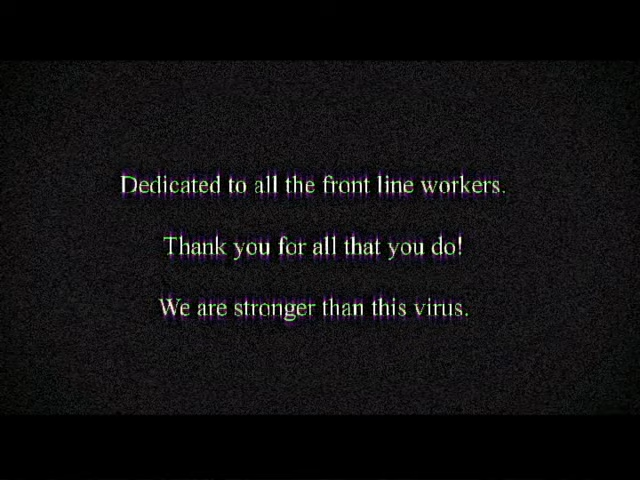 Dedicated to all the front line workers.
Thank you for all that you do!
We are stronger than this virus.